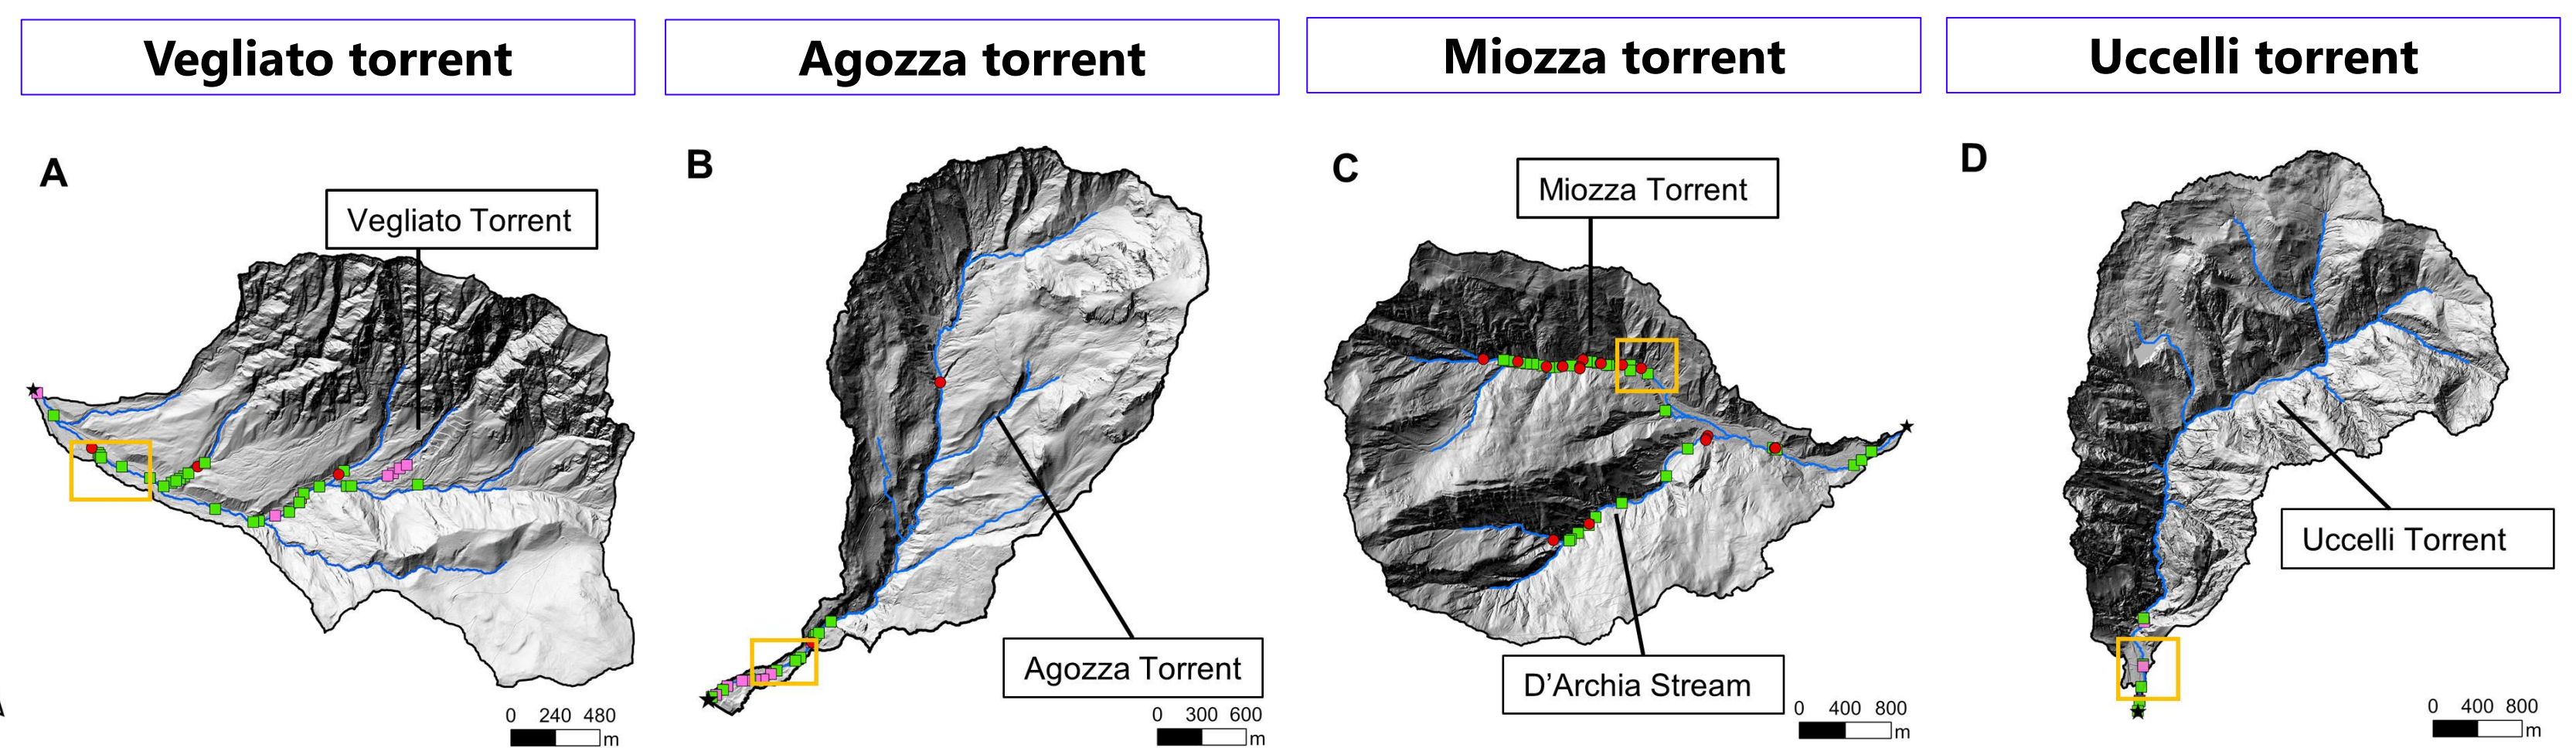 Vegliato torrent
Agozza torrent
Miozza torrent
Uccelli torrent
A
Vegliato Torrent
0 240 480
m
B
Agozza Torrent
0 300 600
m
C
Miozza Torrent
D’Archia Stream
0 400 800
m
D
Uccelli Torrent
0 400 800
m